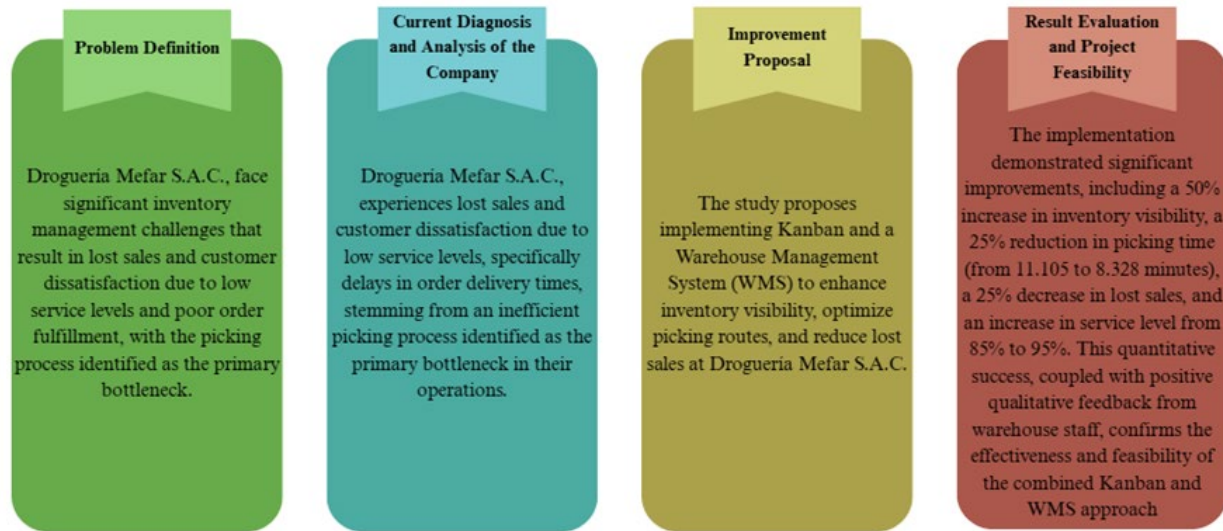 Problem Definition
Drogueria Mefar S.A.C., face
significant inventory
management challenges that
result in lost sales and customer
dissatisfaction due to low
service levels and poor order
fulfillment, with the picking
process identified as the primary
bottleneck.
Current Diagnosis
and Analysis of the
Company
Drogueria Mefar S.A.C.,
experiences lost sales and
customer dissatisfaction due to
low service levels, specifically
delays in order delivery times,
stemming from an inefficient
picking process identified as the
primary bottleneck in their
operations.
Improvement
Proposal
The study proposes
implementing Kanban and a
Warehouse Management
System (WMS) to enhance
inventory visibility, optimize
picking routes, and reduce lost
sales at Drogueria Mefar S.A.C.
Result Evaluation
and Project
Feasibility
The implementation
demonstrated significant
improvements, including a 50%
increase in inventory visibility, a
25% reduction in picking time
(from 11.105 to 8.328 minutes),
a 25% decrease in lost sales, and
an increase in service level from
85% to 95%. This quantitative
success, coupled with positive
qualitative feedback from
warehouse staff, confirms the
effectiveness and feasibility of
the combined Kanban and
WMS approach